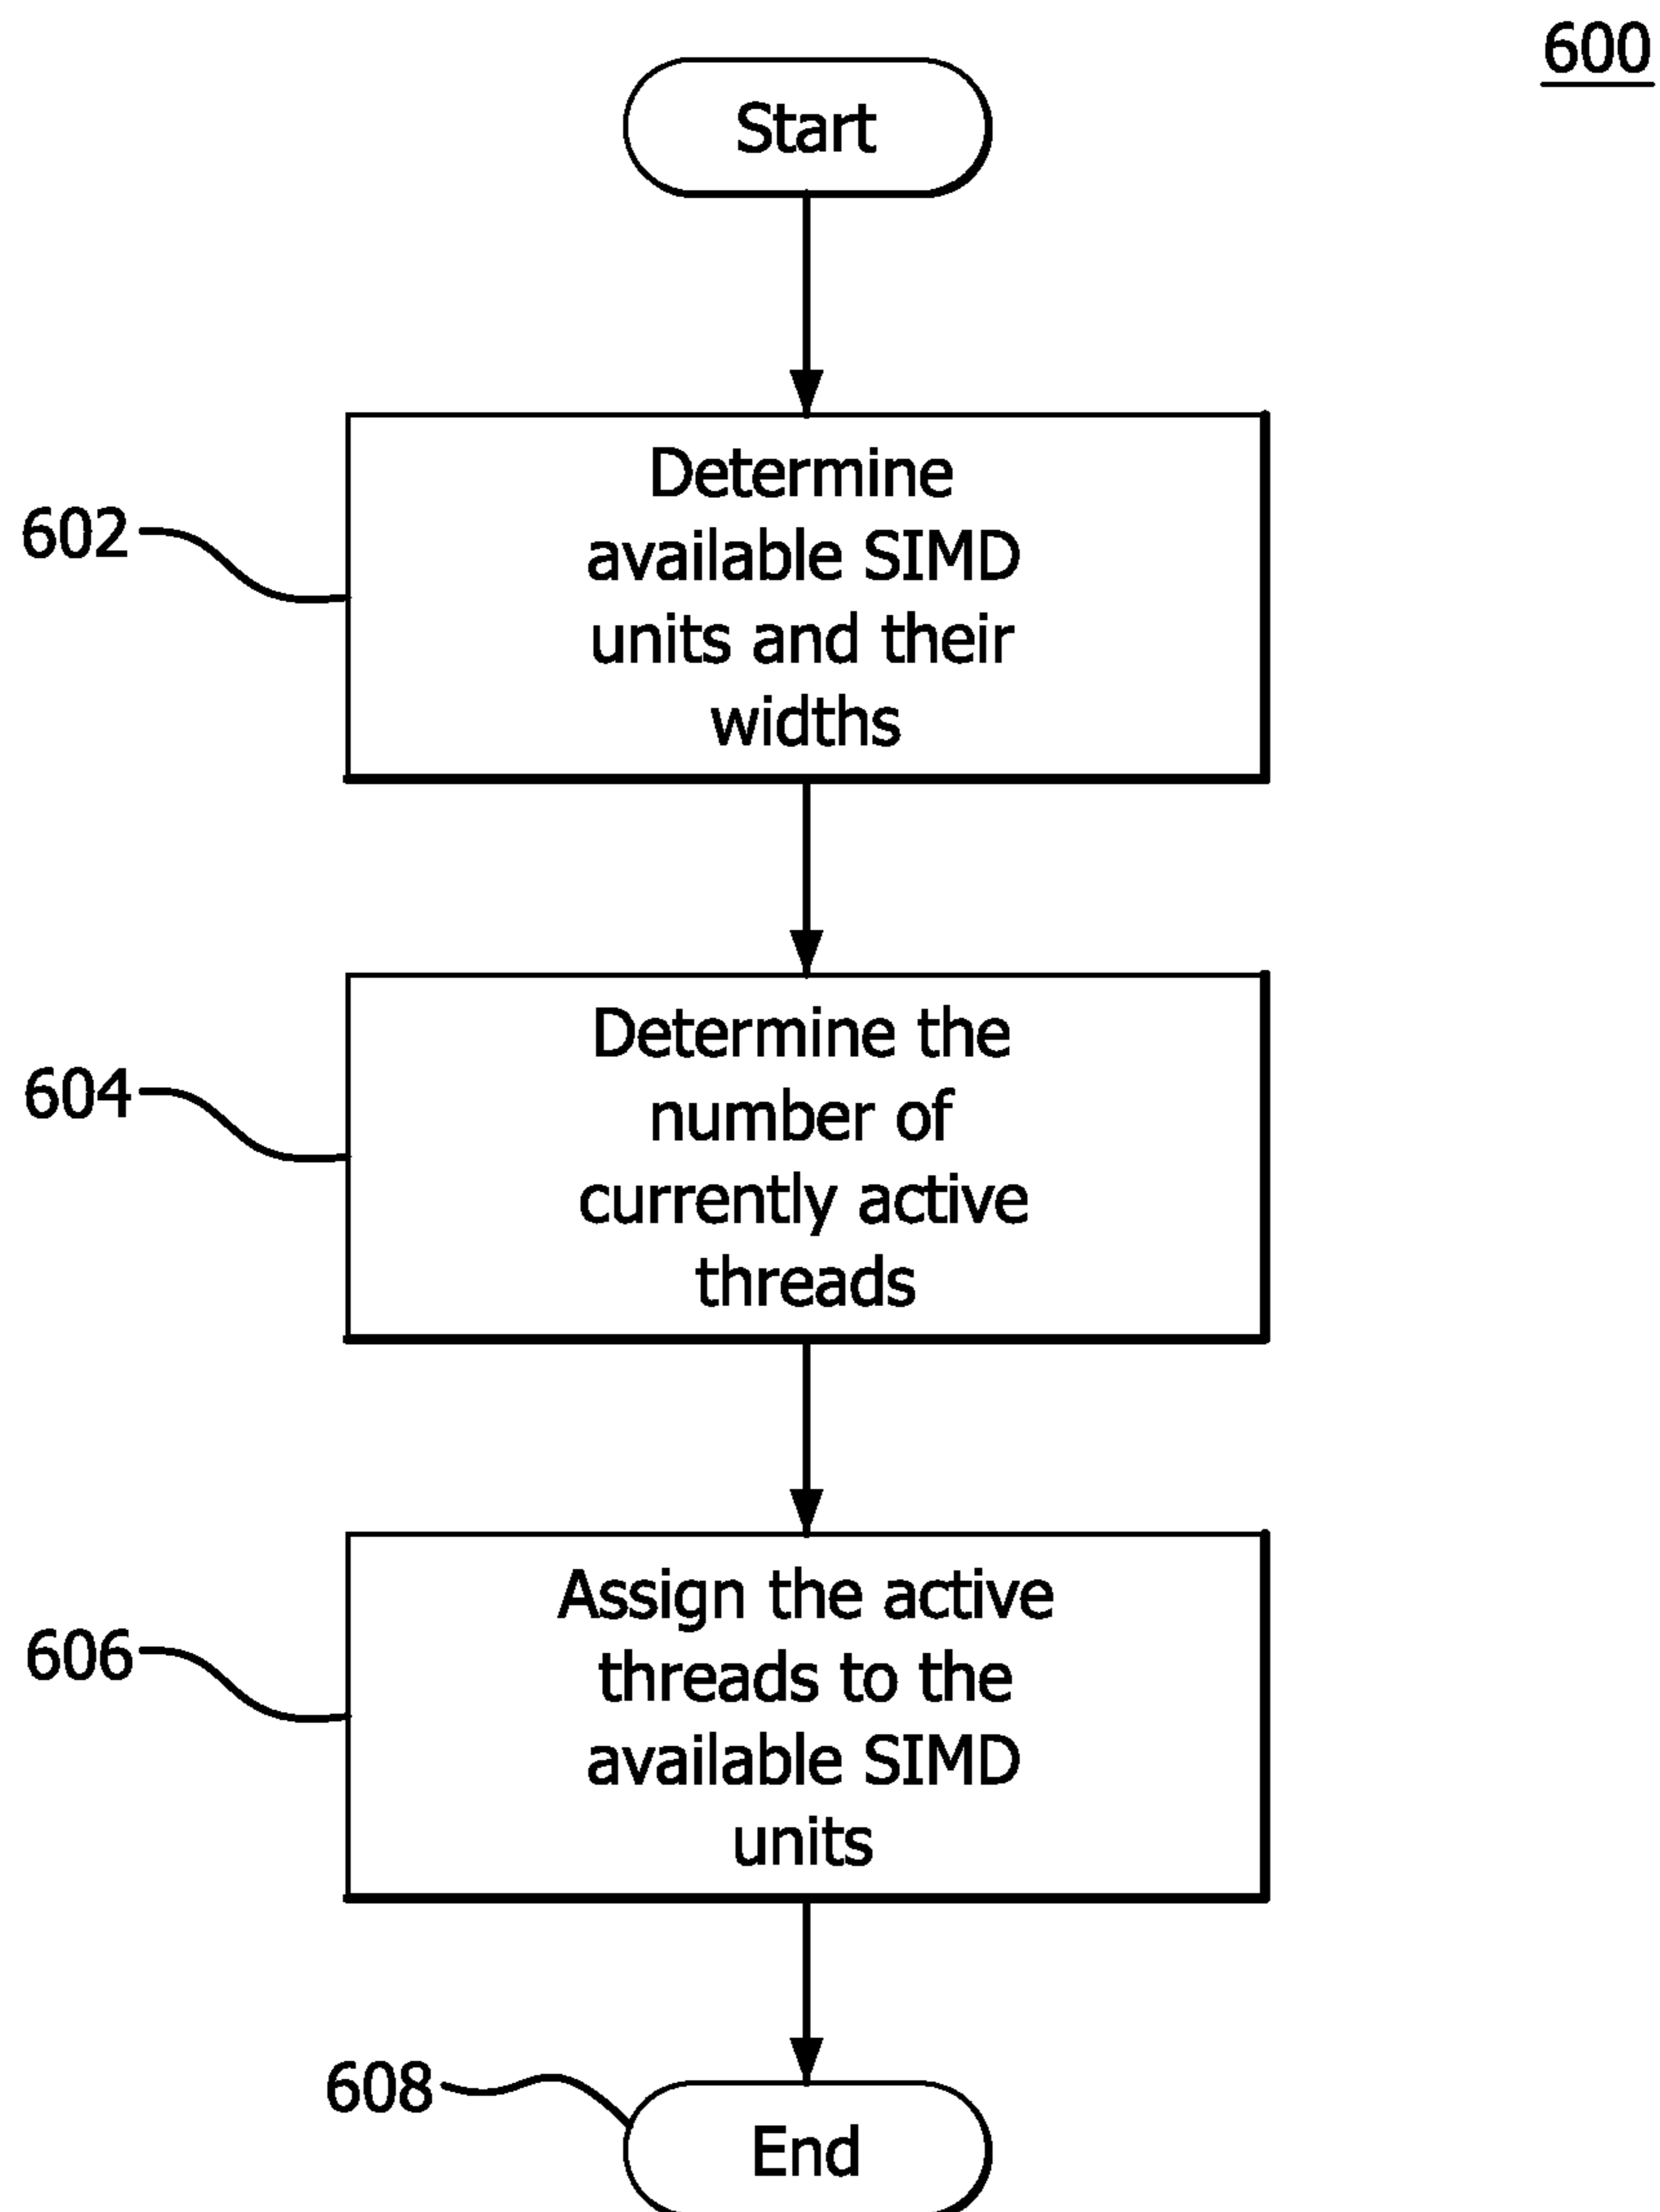 600
Start
602
Determine
available SIMD
units and their
widths
604
Determine the
number of
currently active
threads
606
Assign the active
threads to the
available SIMD
units
608
End